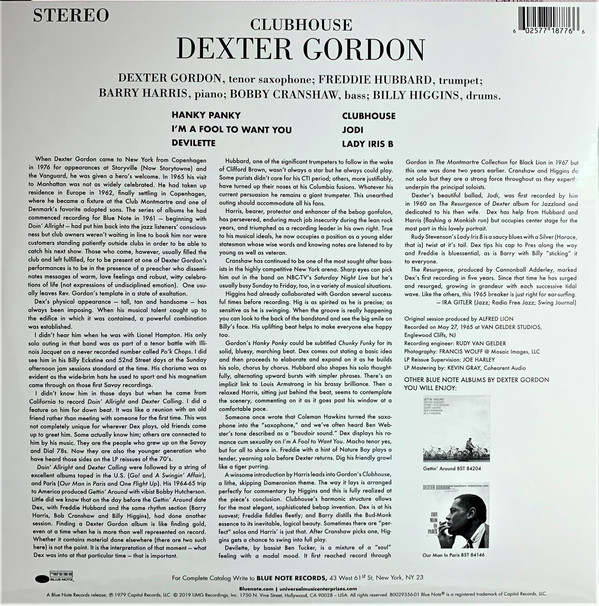 STEREO
CLUBHOUSE
DEXTER GORDON
6 02577 18776 6
DEXTER GORDON, tenor saxophone; FREDDIE HUBBARD, trumpet;
BARRY HARRIS, piano; BOBBY CRANSHAW, bass; BILLY HIGGINS, drums.
HANKY PANKY
I'M A FOOL TO WANT YOU
DEVILETTE
CLUBHOUSE
JODI
LADY IRIS B
When Dexter Gordon came to New York from Copenhagen
in 1976 for appearances at Storyville (Now Storytowne) and
the Vanguard, he was given a hero's welcome. In 1965 his visit
to Manhattan was not as widely celebrated. He had taken up
residence in Europe in 1962, finally settling in Copenhagen,
where he became a fixture at the Club Montmartre and one of
Denmark's favorite adopted sons. The series of albums he had
commenced recording for Blue Note in 1961 — beginning with
Doin' Allright — had put him back into the jazz listeners' conscious-
ness but club owners weren't waiting in line to book him nor were
customers standing patiently outside clubs in order to be able to
catch his next show. Those who came, however, usually filled the
club and left fulfilled, for to be present at one of Dexter Gordon's
performances is to be in the presence of a preacher who dissemi-
nates messages of warm, love feelings and robust, witty celebra-
tions of life (not expressions of undisciplined emotion). One usu-
ally leaves Rev. Gordon's template in a state of exaltation.
Dex's physical appearance — tall, tan and handsome — has
always been imposing. When his musical talent caught up to
the edifice in which it was contained, a powerful combination
was established.
I didn't hear him when he was with Lionel Hampton. His only
solo outing in that band was as part of a tenor battle with Illi-
nois Jacquet on a never recorded number called Po'k Chops. I did
see him in his Billy Eckstine and 52nd Street days at the Sunday
afternoon jam sessions standard at the time. His charisma was as
evident as the wide-brim hats he used to sport and his magnetism
came through on those first Savoy recordings.
I didn't know him in those days but when he came from
California to record Doin' Allright and Dexter Calling, I did a
feature on him for down beat. It was like a reunion with an old
friend rather than meeting with someone for the first time. This was
not completely unique for wherever Dex plays, old friends come
up to greet him. Some actually know him; others are connected to
him by his music. They are the people who grew up on the Savoy
and Dial 78s. Now they are also the younger generation who
have heard those sides on the LP reissues of the 70's.
Doin' Allright and Dexter Calling were followed by a string of
excellent albums taped in the U.S. (Go! and A Swingin' Affair),
and Paris (Our Man in Paris and One Flight Up). His 1964-65 trip
to America produced Gettin' Around with vibist Bobby Hutcherson.
Little did we know that on the day before the Gettin' Around date
Dex, with Freddie Hubbard and the same rhythm section (Barry
Harris, Bob Cranshaw and Billy Higgins), had done another
session. Finding a Dexter Gordon album is like finding gold,
even at a time when he is more than well represented on record.
Whether it contains material done elsewhere (there are two such
here) is not the point. It is the interpretation of that moment — what
Dex was into at that particular time — that is important.
Hubbard, one of the significant trumpeters to follow in the wake
of Clifford Brown, wasn't always a star but he always could play.
Some purists didn't care for his CTI period; others, more justifiably,
have turned up their noses at his Columbia fusions. Whatever his
current persuasion he remains a giant trumpeter. This unearthed
outing should accommodate all his fans.
Harris, bearer, protector and enhancer of the bebop gonfalon,
has persevered, enduring much job insecurity during the lean rock
years, and triumphed as a recording leader in his own right. True
to his musical ideals, he now occupies a position as a young elder
statesman whose wise words and knowing notes are listened to by
young as well as veteran.
Cranshaw has continued to be one of the most sought after bass-
ists in the highly competitive New York arena. Sharp eyes can pick
him out in the band on NBC-TV's Saturday Night Live but he's
usually busy Sunday to Friday, too, in a variety of musical situations.
Higgins had already collaborated with Gordon several success-
ful times before recording. Hig is as spirited as he is precise; as
sensitive as he is swinging. When the groove is really happening
you can look to the back of the bandstand and see the big smile on
Billy's face. His uplifting beat helps to make everyone else happy
too.
Gordon's Hanky Panky could be subtitled Chunky Funky for its
solid, bluesy, marching beat. Dex comes out stating a basic idea
and then proceeds to elaborate and expand on it as he builds
his solo, chorus by chorus. Hubbard also shapes his solo thought-
fully, alternating upward bursts with simpler phrases. There's an
implicit link to Louis Armstrong in his brassy brilliance. Then a
relaxed Harris, sitting just behind the beat, seems to contemplate
the scenery, commenting on it as it goes past his window at a
comfortable pace.
Someone once wrote that Coleman Hawkins turned the saxo-
phone into the "saxophone," and we've often heard Ben Web-
ster's tone described as a "boudoir sound." Dex displays his ro-
mance cum sexuality on I'm A Fool to Want You. Macho tenor yes,
but for all to share. In Freddie with a hint of Nature Boy plays a
tender, yearning solo before Dexter returns. Dig his friendly growl
like a tiger purring.
A winsome introduction by Harris leads into Gordon's Clubhouse,
a lithe, skipping Dameronian theme. The way it lays is arranged
perfectly for commentary by Higgins and this is fully realized at
the piece's conclusion. Clubhouse's harmonic structure allows
for the most elegant, sophisticated bebop invention. Dex is at his
suavest; Freddie fiddles fleetly; and Barry distills the Bud-Monk
essence to its inevitable, logical beauty. Sometimes there are "per-
fect" solos and Harris' is just that. After Cranshaw picks one, Hig-
gins gets a chance to swing into full play.
Devilette, by bassist Ben Tucker, is a mixture of a "soul"
feeling with a modal mood. It first reached record through
Gordon in The Montmartre Collection for Black Lion in 1967 but
this one was done two years earlier. Cranshaw and Higgins do
not solo but they are a strong force throughout as they expert-
underpin the principal soloists.
Dexter's beautiful ballad, Jodi, was first recorded by him
in 1960 on The Resurgence of Dexter album for Jazzland and
dedicated to his then wife. Dex has help from Hubbard and
Harris (flashing a Monkish run) but occupies center stage for the
most part in this lovely portrait.
Rudy Stevenson's Lady Iris B is a saucy blues with a Silver (Horace,
that is) twist at it's tail. Dex tips his cap to Pres along the way
and Freddie is bluesential, as is Barry with Billy "sticking" it
to everyone.
The Resurgence, produced by Cannonball Adderley, marked
Dex's first recording in five years. Since that time he has surged
and resurged, growing in grandeur with each successive tidal
wave. Like the others, this 1965 breaker is just right for ear-surfing.
— IRA GITLER (Jazz; Radio Free Jazz; Swing Journal)
Original session produced by ALFRED LION
Recorded on May 27, 1965 at VAN GELDER STUDIOS,
Englewood Cliffs, NJ
Recording engineer: RUDY VAN GELDER
Photography: FRANCIS WOLFF © Mosaic Images, LLC
LP Reissue Supervision: JOE HARLEY
LP Mastering by: KEVIN GRAY, Cohearent Audio
OTHER BLUE NOTE ALBUMS BY DEXTER GORDON
YOU WILL ENJOY:
Gettin' Around BST 84204
DEXTER GORDON
OUR
MAN
IN
PARIS
Our Man In Paris BST 84146
BLUE NOTE
For Complete Catalog Write to BLUE NOTE RECORDS, 43 West 61st St, New York, NY 23
Bluenote.com | universalmusicenterprises.com
A Blue Note Records release; ℗ 1979 Capitol Records, © 2019 UMG Recordings, Inc. 1750 N. Vine Street, Hollywood, CA 90028 – USA. All rights reserved. B0029356-01 Blue Note® is a registered trademark of Capitol Records, LLC.